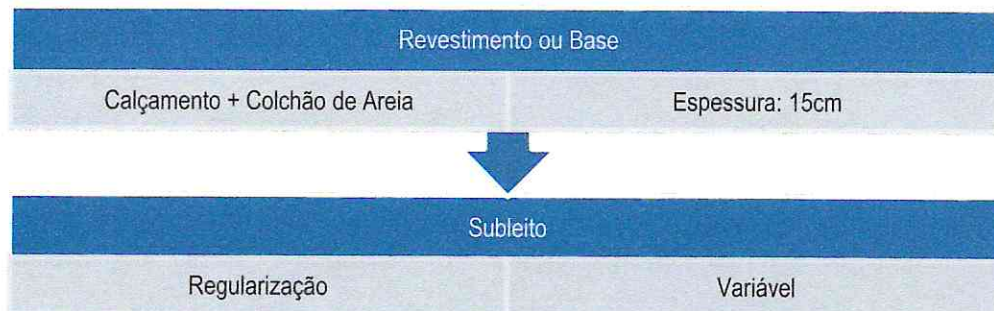 Revestimento ou Base
Calçamento + Colchão de Areia Espessura: 15cm
Subleito
Regularização Variável